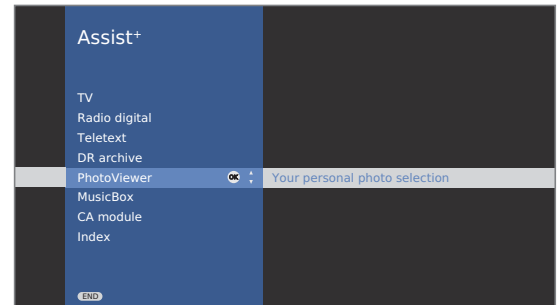 Assist+
TV
Radio digital
Teletext
DR archive
PhotoViewer OK Your personal photo selection
MusicBox
CA module
Index
END